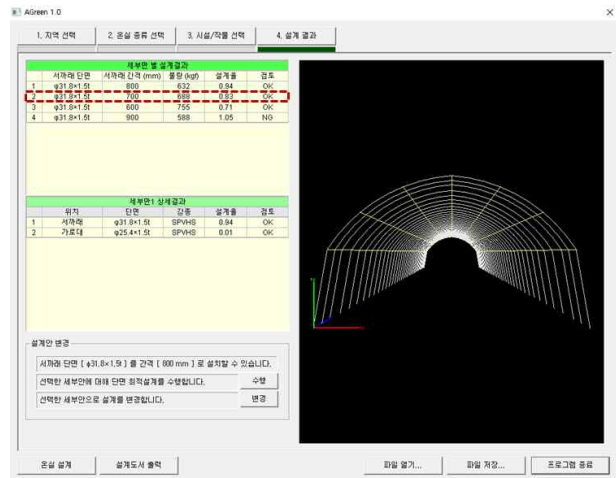 AGreen 1.0
1. 지역 선택 2. 온실 종류 선택 3. 시설/작물 선택 4. 설계 결과
세부안 별 설계결과
서까래 단면 서까래 간격 (mm) 물량 (kgf) 설계율 검토
1 φ31.8×1.5t 800 632 0.94 OK
2 φ31.8×1.5t 700 688 0.83 OK
3 φ31.8×1.5t 600 755 0.71 OK
4 φ31.8×1.5t 900 588 1.05 NG
세부안1 상세결과
위치 단면 강종 설계율 검토
1 서까래 φ31.8×1.5t SPVHS 0.94 OK
2 가로대 φ25.4×1.5t SPVHS 0.01 OK
설계안 변경
서까래 단면 [ φ31.8×1.5t ] 를 간격 [ 800 mm ] 로 설치할 수 있습니다.
선택한 세부안에 대해 단면 최적설계를 수행합니다. 수행
선택한 세부안으로 설계를 변경합니다. 변경
온실 설계 설계도서 출력 파일 열기... 파일 저장... 프로그램 종료